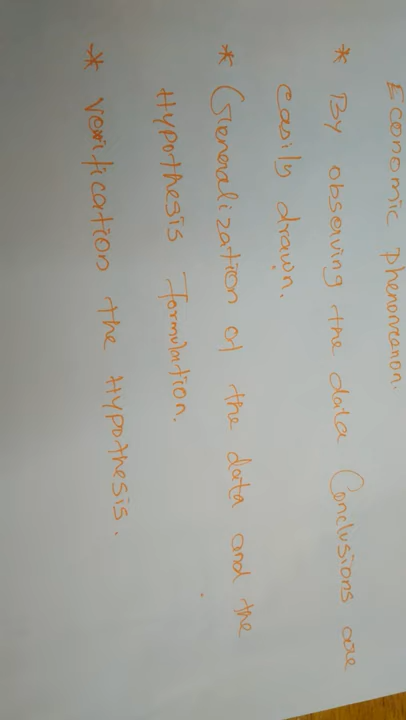 Economic Phenomeanon.
* By observing the data Conclusions are
easily drawn.
* Generalization of the data and the
Hypothesis Formulation.
* Verification the Hypothesis.